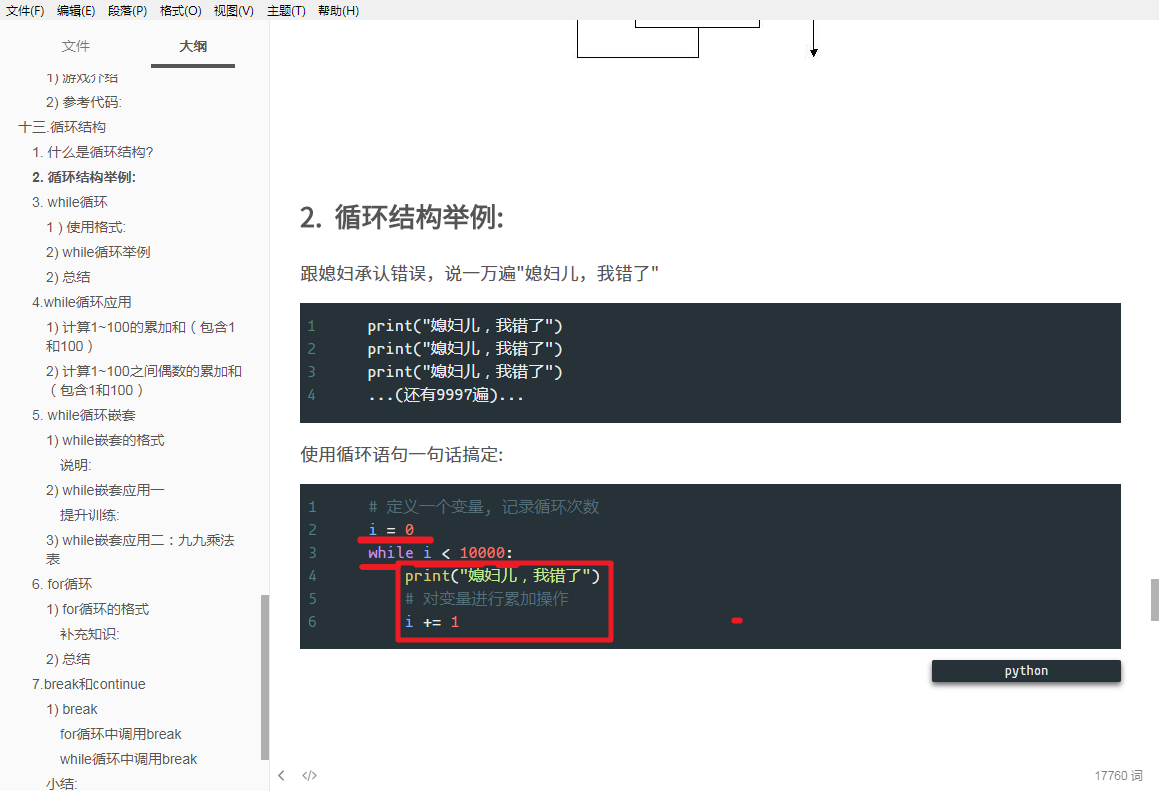 文件(F) 编辑(E) 段落(P) 格式(O) 视图(V) 主题(T) 帮助(H)
文件 大纲
1) 游戏介绍
2) 参考代码:
十三.循环结构
1. 什么是循环结构?
2. 循环结构举例:
3. while循环
1 ) 使用格式:
2) while循环举例
2) 总结
4.while循环应用
1) 计算1~100的累加和（包含1
和100）
2) 计算1~100之间偶数的累加和
（包含1和100）
5. while循环嵌套
1) while嵌套的格式
说明:
2) while嵌套应用一
提升训练:
3) while嵌套应用二：九九乘法
表
6. for循环
1) for循环的格式
补充知识:
2) 总结
7.break和continue
1) break
for循环中调用break
while循环中调用break
小结:
2. 循环结构举例:
跟媳妇承认错误，说一万遍"媳妇儿，我错了"
1 print("媳妇儿，我错了")
2 print("媳妇儿，我错了")
3 print("媳妇儿，我错了")
4 ...(还有9997遍)...
使用循环语句一句话搞定:
1 # 定义一个变量, 记录循环次数
2 i = 0
3 while i < 10000:
4 print("媳妇儿，我错了")
5 # 对变量进行累加操作
6 i += 1
python
</> 17760 词